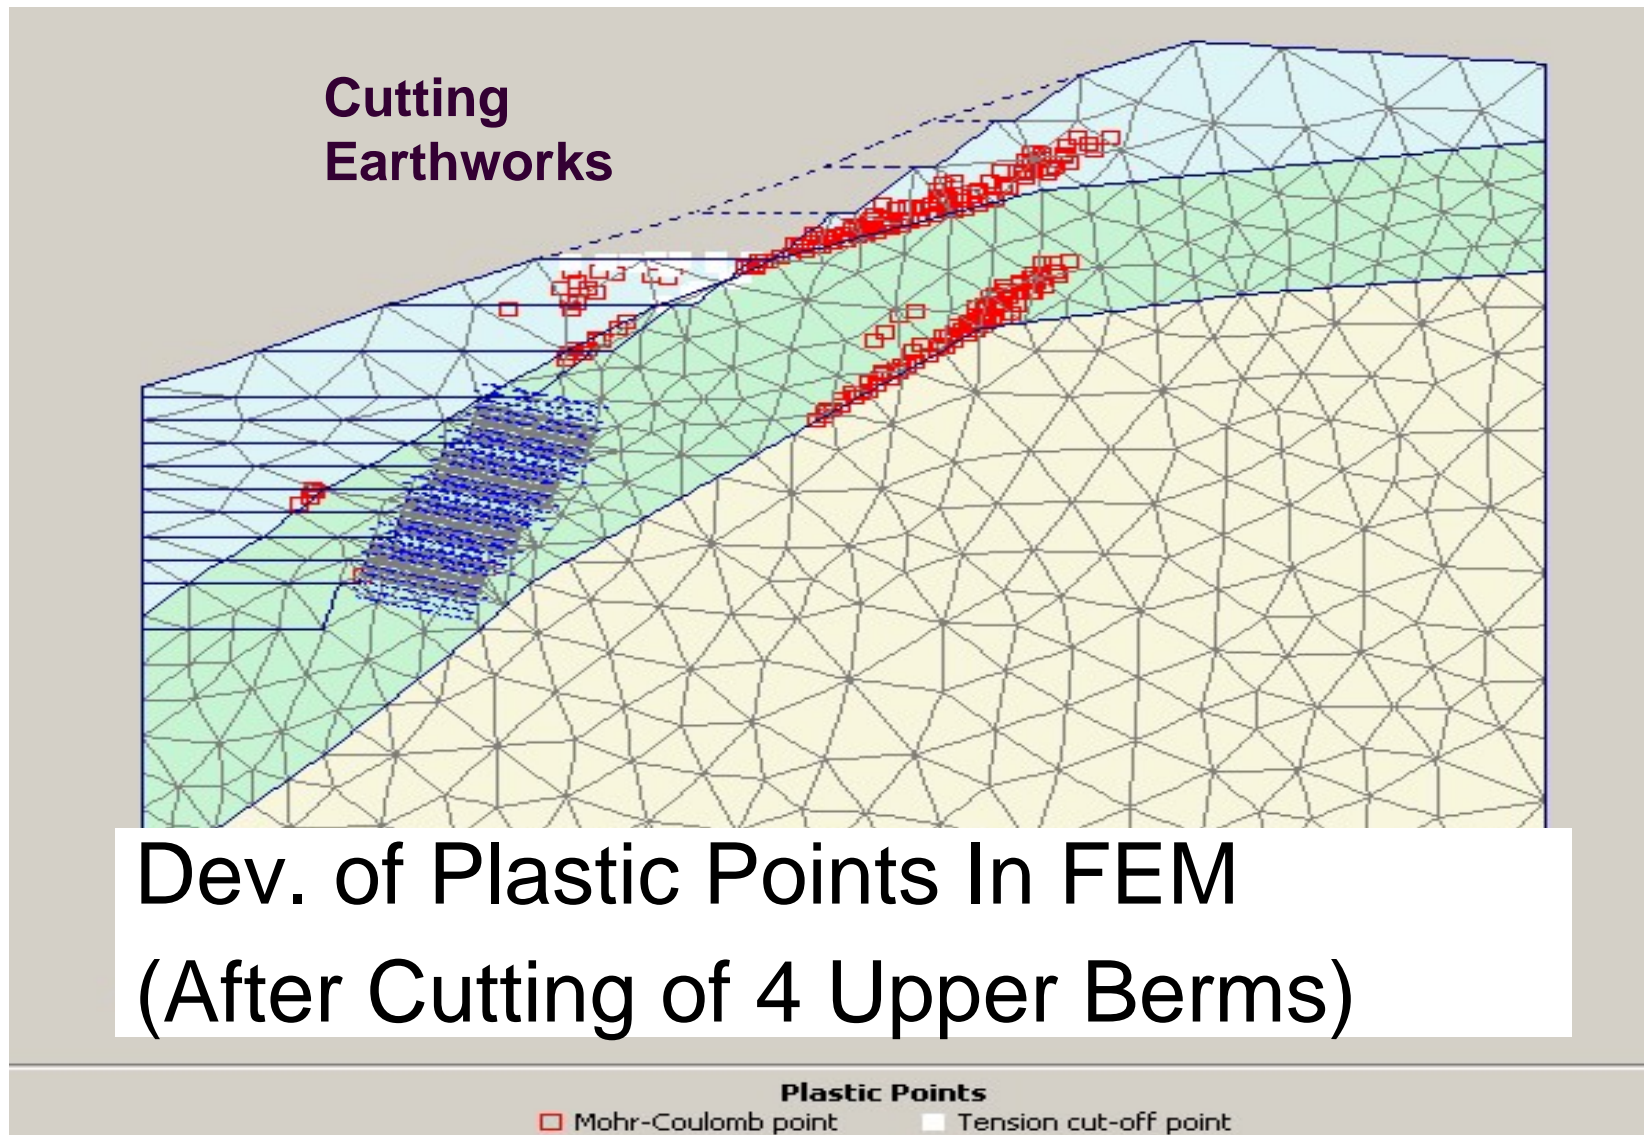 Cutting
Earthworks
Dev. of Plastic Points In FEM
(After Cutting of 4 Upper Berms)
Plastic Points
Mohr-Coulomb point Tension cut-off point